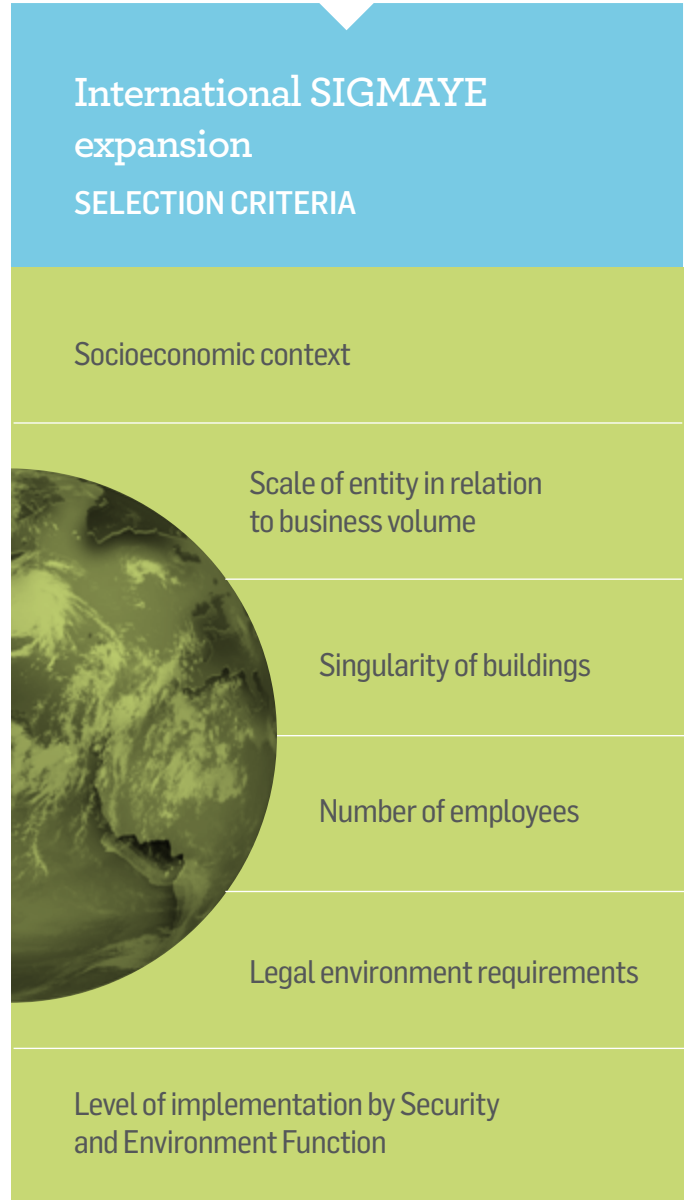 International SIGMAYE
expansion
SELECTION CRITERIA
Socioeconomic context
Scale of entity in relation
to business volume
Singularity of buildings
Number of employees
Legal environment requirements
Level of implementation by Security
and Environment Function